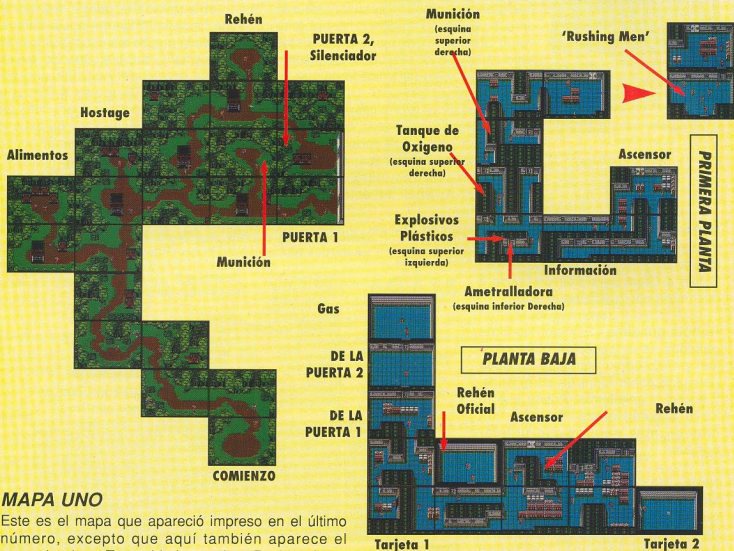 Rehén
PUERTA 2,
Silenciador
Hostage
Alimentos
PUERTA 1
Munición
COMIENZO
MAPA UNO
Este es el mapa que apareció impreso en el último
número, excepto que aquí también aparece el
Munición
(esquina
superior
derecha)
'Rushing Men'
Tanque de
Oxigeno
(esquina superior
derecha)
Ascensor
PRIMERA PLANTA
Explosivos
Plásticos
(esquina superior
izquierda)
Información
Ametralladora
(esquina inferior Derecha)
Gas
DE LA
PUERTA 2
PLANTA BAJA
DE LA
PUERTA 1
Rehén
Oficial
Ascensor
Rehén
Tarjeta 1
Tarjeta 2